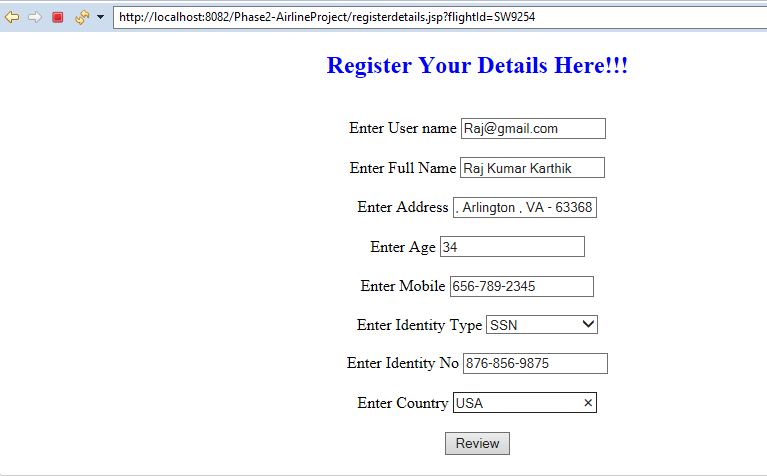 http://localhost:8082/Phase2-AirlineProject/registerdetails.jsp?flightId=SW9254
Register Your Details Here!!!
Enter User name Raj@gmail.com
Enter Full Name Raj Kumar Karthik
Enter Address , Arlington , VA - 63368
Enter Age 34
Enter Mobile 656-789-2345
Enter Identity Type SSN
Enter Identity No 876-856-9875
Enter Country USA
Review